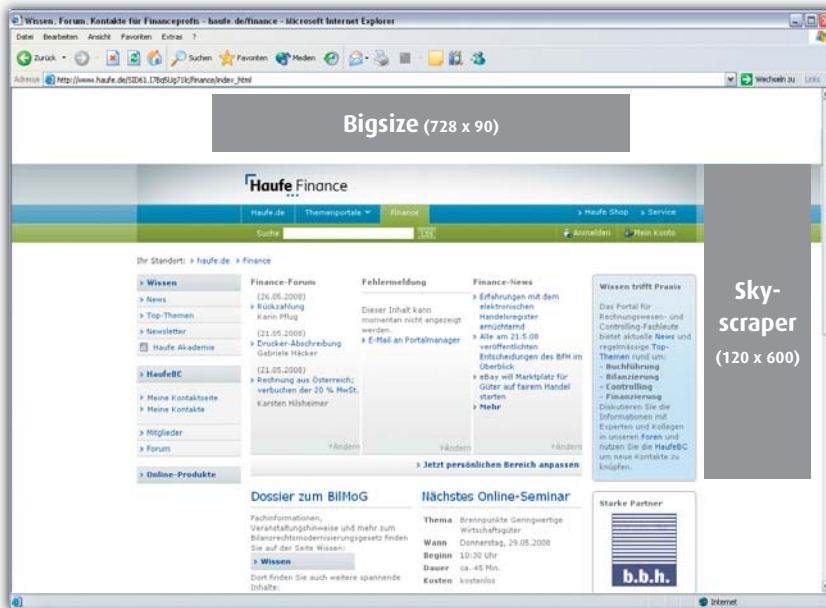 Wissen, Forum, Kontakte für Financeprofis - haufe.de/finance - Microsoft Internet Explorer
Datei Bearbeiten Ansicht Favoriten Extras ?
Zurück Suchen Favoriten Medien
Adresse Wechseln zu Links
Bigsize (728 x 90)
Haufe Finance
Haufe.de Themenportale Finance > Haufe Shop > Service
Suche Los Anmelden Mein Konto
Ihr Standort: > haufe.de > Finance
> Wissen
> News
> Top-Themen
> Newsletter
Haufe Akademie
> HaufeBC
> Meine Kontaktseite
> Meine Kontakte
> Mitglieder
> Forum
> Online-Produkte
Finance-Forum
(26.05.2008)
> Rückzahlung
Karin Pflug
(21.05.2008)
> Drucker-Abschreibung
Gabriele Häcker
(21.05.2008)
> Rechnung aus Österreich;
verbuchen der 20 % MwSt.
Karsten Hilsheimer
>Ändern
Fehlermeldung
Dieser Inhalt kann
momentan nicht angezeigt
werden.
> E-Mail an Portalmanager
>Ändern
Finance-News
> Erfahrungen mit dem
elektronischen
Handelsregister
ernüchternd
> Alle am 21.5.08
veröffentlichten
Entscheidungen des BFH im
Überblick
> eBay will Marktplatz für
Güter auf fairem Handel
starten
> Mehr
>Ändern
> Jetzt persönlichen Bereich anpassen
Wissen trifft Praxis
Das Portal für
Rechnungswesen- und
Controlling-Fachleute
bietet aktuelle News und
regelmässige Top-
Themen rund um:
- Buchführung
- Bilanzierung
- Controlling
- Finanzierung
Diskutieren Sie die
Informationen mit
Experten und Kollegen
in unseren Foren und
nutzen Sie die HaufeBC
um neue Kontakte zu
knüpfen.
Sky-
scraper
(120 x 600)
Dossier zum BilMoG
Fachinformationen,
Veranstaltungshinweise und mehr zum
Bilanzrechtsmodernisierungsgesetz finden
Sie auf der Seite Wissen:
> Wissen
Dort finden Sie auch weitere spannende
Inhalte:
Nächstes Online-Seminar
Thema Brennpunkte Geringwertige
Wirtschaftsgüter
Wann Donnerstag, 29.05.2008
Beginn 10:30 Uhr
Dauer ca. 45 Min.
Kosten kostenlos
Starke Partner
b.b.h.
Internet